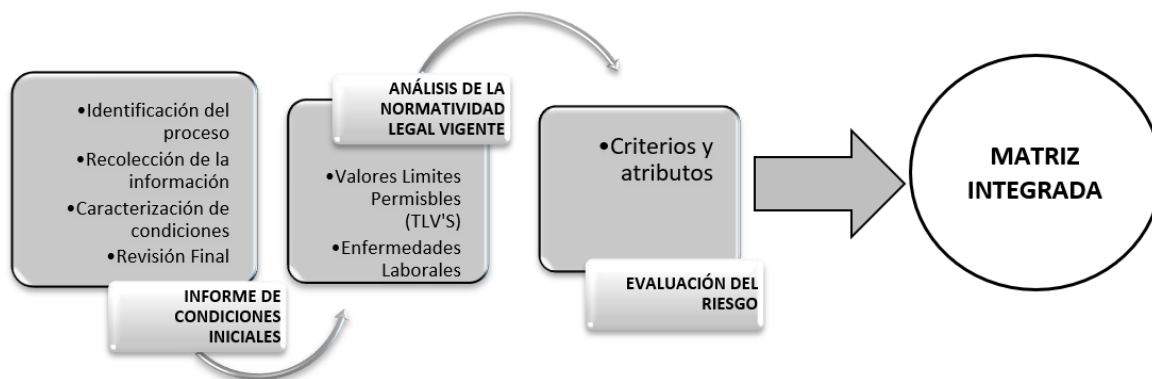 •Identificación del
proceso
•Recolección de la
información
•Caracterización de
condiciones
•Revisión Final
INFORME DE
CONDICIONES
INICIALES
ANÁLISIS DE LA
NORMATIVIDAD
LEGAL VIGENTE
•Valores Limites
Permisbles
(TLV'S)
•Enfermedades
Laborales
•Criterios y
atributos
EVALUACIÓN DEL
RIESGO
MATRIZ
INTEGRADA